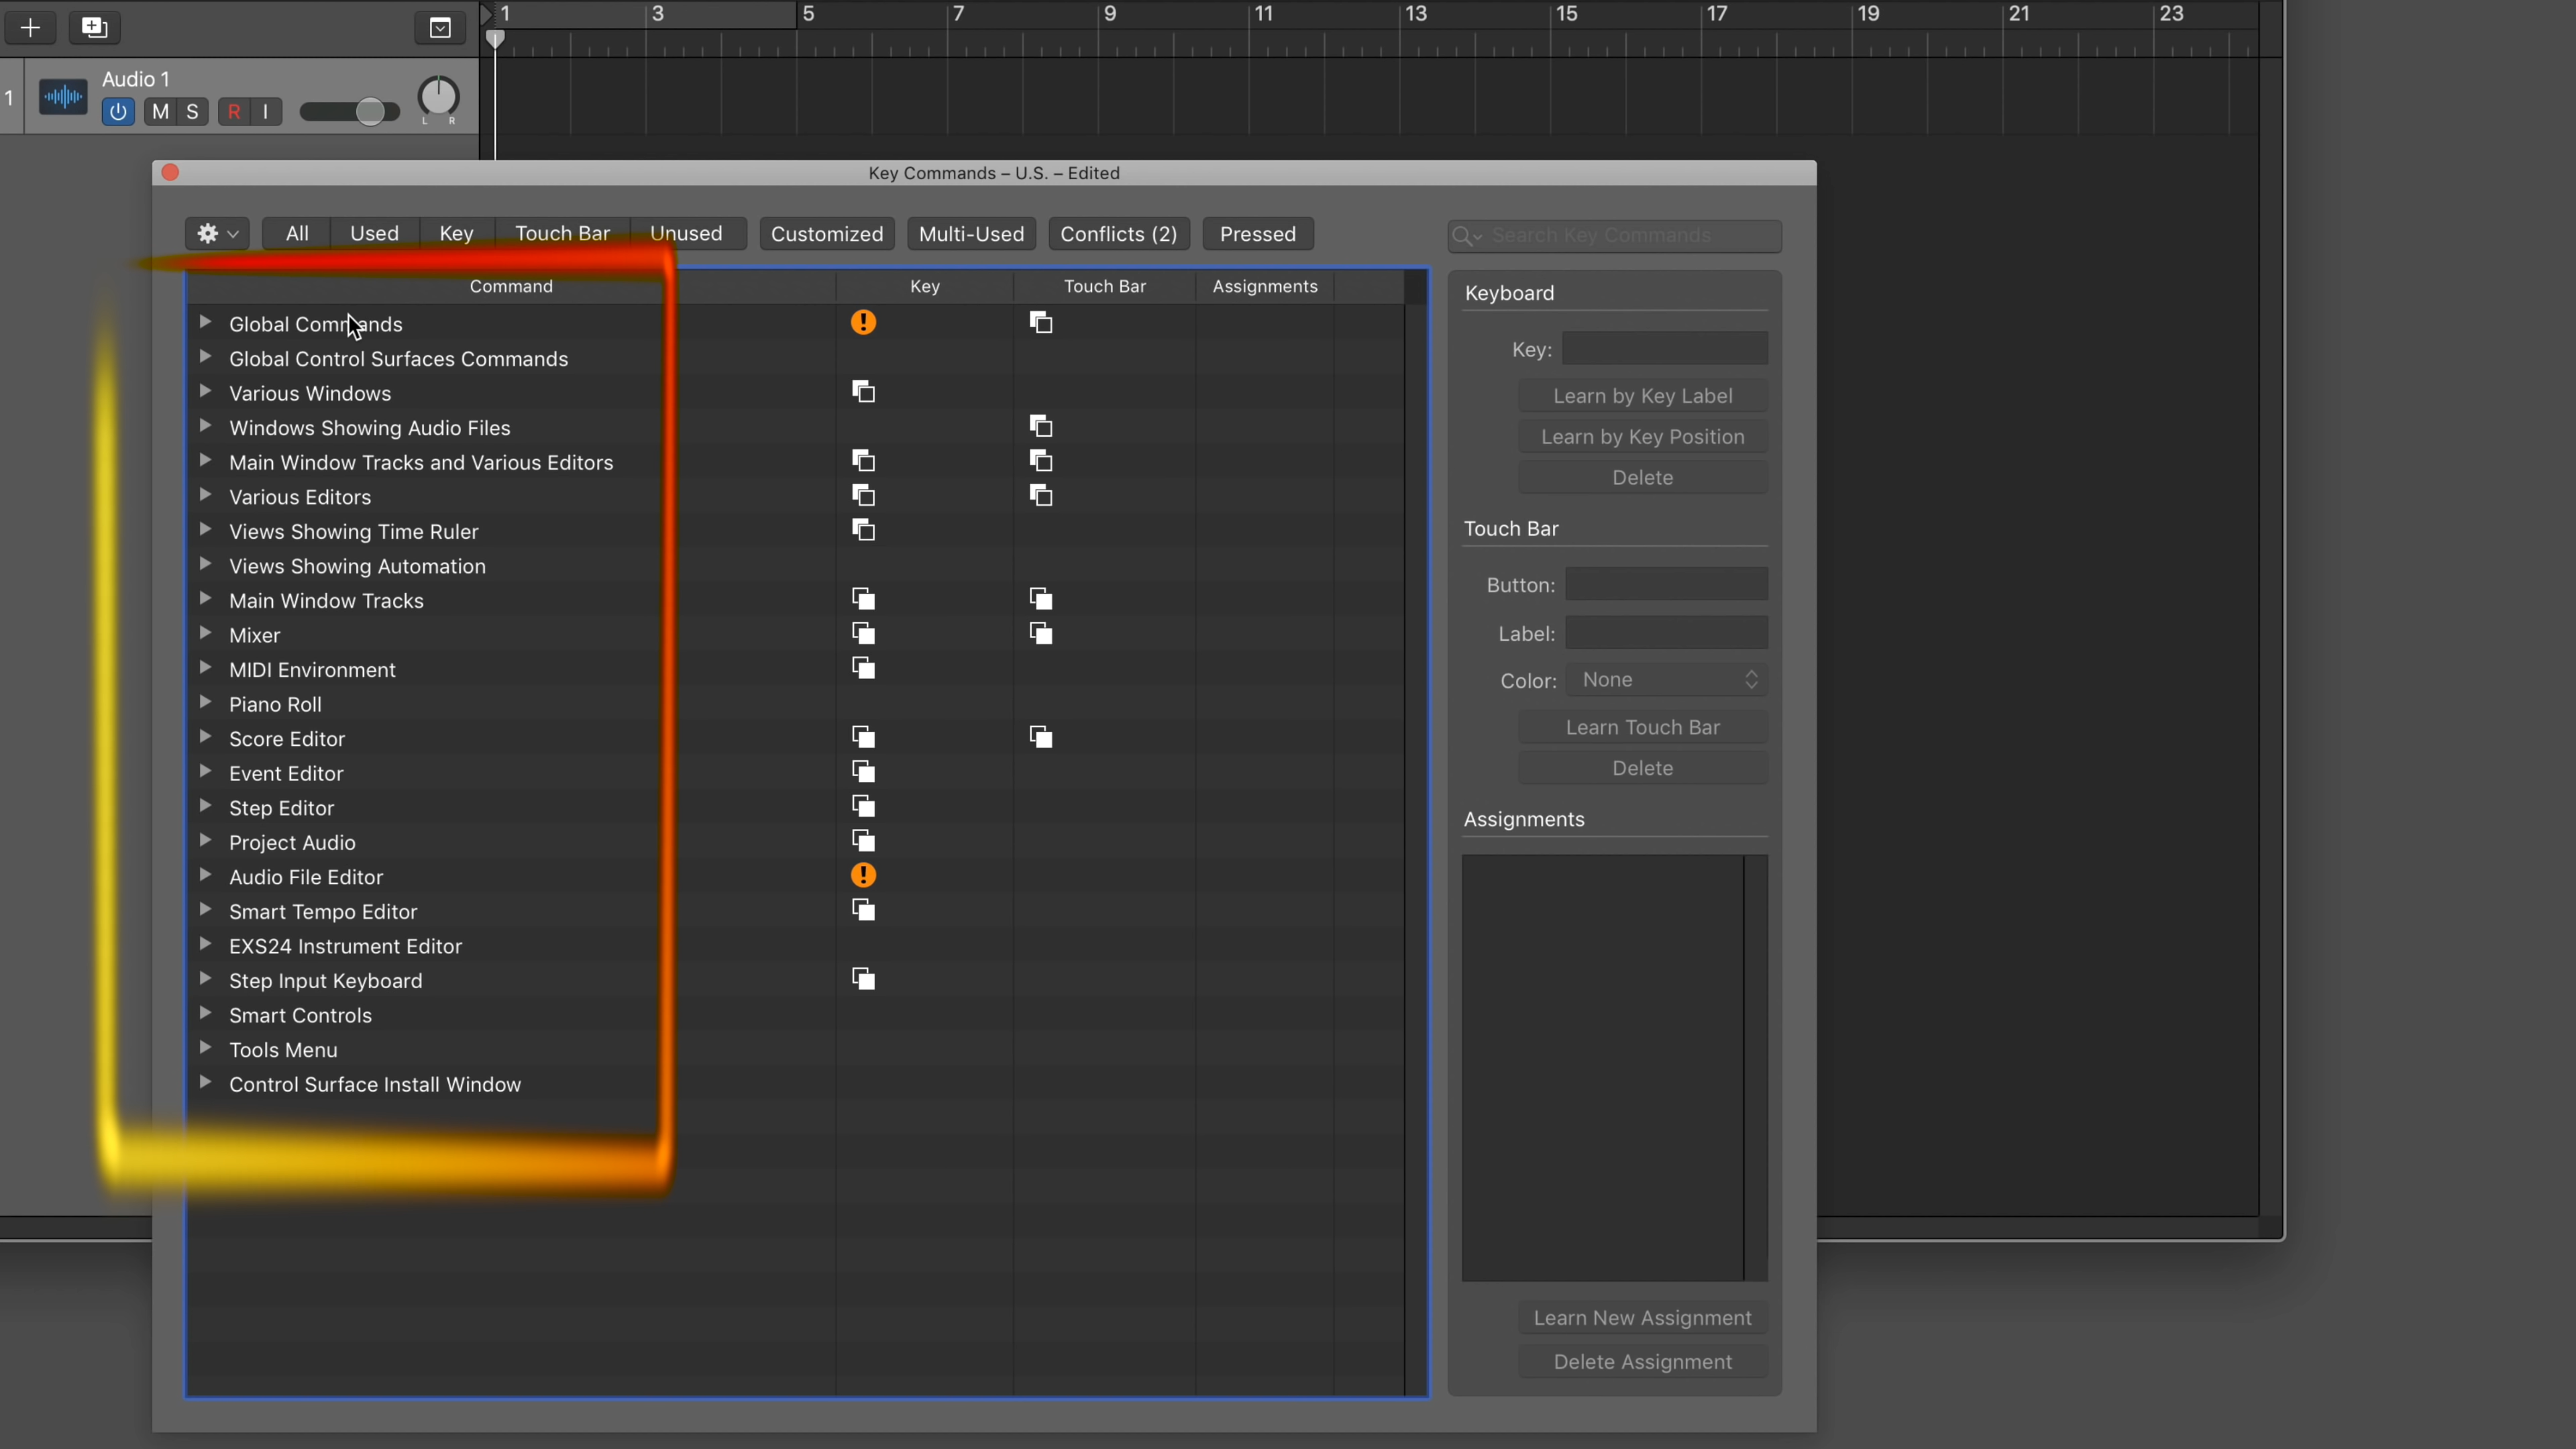 1 3 5 7 9 11 13 15 17 19 21 23
1
Audio 1
M S R I
L R
Key Commands – U.S. – Edited
All Used Key Touch Bar Unused Customized Multi-Used Conflicts (2) Pressed
Search Key Commands
Command Key Touch Bar Assignments
Global Commands
Global Control Surfaces Commands
Various Windows
Windows Showing Audio Files
Main Window Tracks and Various Editors
Various Editors
Views Showing Time Ruler
Views Showing Automation
Main Window Tracks
Mixer
MIDI Environment
Piano Roll
Score Editor
Event Editor
Step Editor
Project Audio
Audio File Editor
Smart Tempo Editor
EXS24 Instrument Editor
Step Input Keyboard
Smart Controls
Tools Menu
Control Surface Install Window
Keyboard
Key:
Learn by Key Label
Learn by Key Position
Delete
Touch Bar
Button:
Label:
Color: None
Learn Touch Bar
Delete
Assignments
Learn New Assignment
Delete Assignment